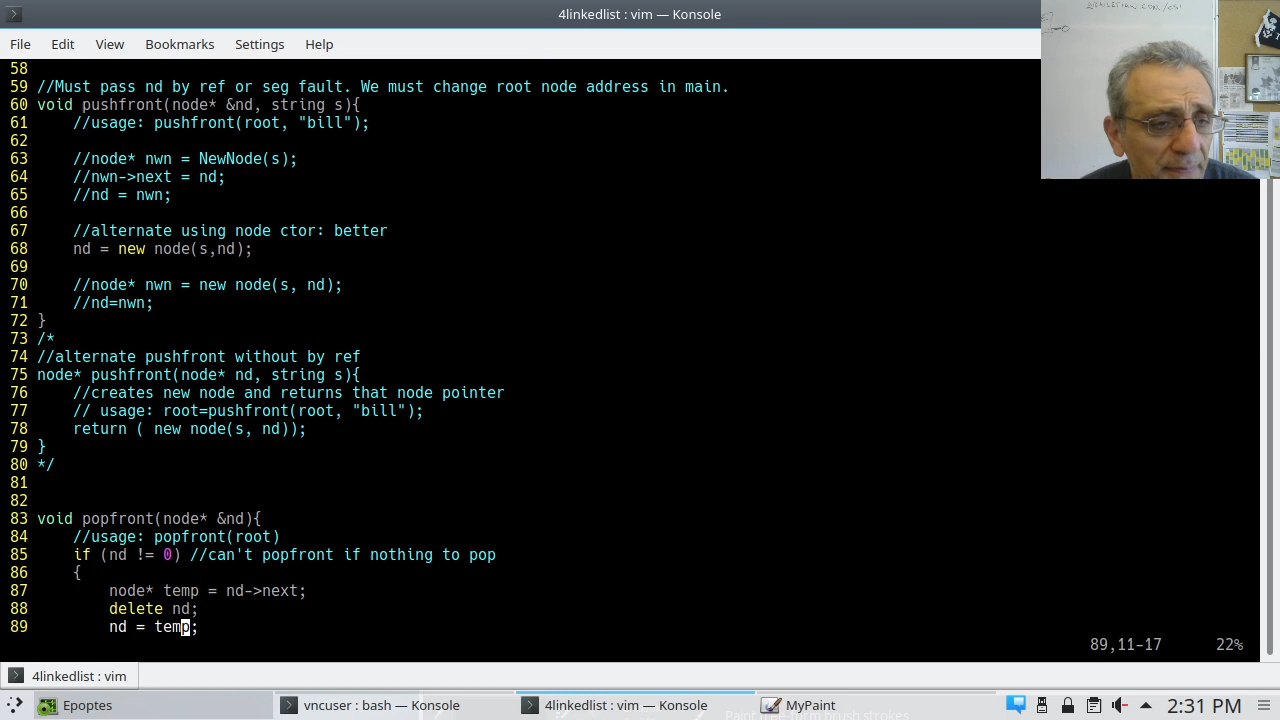 4linkedlist : vim — Konsole
File Edit View Bookmarks Settings Help
58
59 //Must pass nd by ref or seg fault. We must change root node address in main.
60 void pushfront(node* &nd, string s){
61     //usage: pushfront(root, "bill");
62
63     //node* nwn = NewNode(s);
64     //nwn->next = nd;
65     //nd = nwn;
66
67     //alternate using node ctor: better
68     nd = new node(s,nd);
69
70     //node* nwn = new node(s, nd);
71     //nd=nwn;
72 }
73 /*
74 //alternate pushfront without by ref
75 node* pushfront(node* nd, string s){
76     //creates new node and returns that node pointer
77     // usage: root=pushfront(root, "bill");
78     return ( new node(s, nd));
79 }
80 */
81
82
83 void popfront(node* &nd){
84     //usage: popfront(root)
85     if (nd != 0) //can't popfront if nothing to pop
86     {
87         node* temp = nd->next;
88         delete nd;
89         nd = temp;
89,11-17 22%
4linkedlist : vim
Epoptes vncuser : bash — Konsole 4linkedlist : vim — Konsole MyPaint 2:31 PM
Paint free-form brush strokes